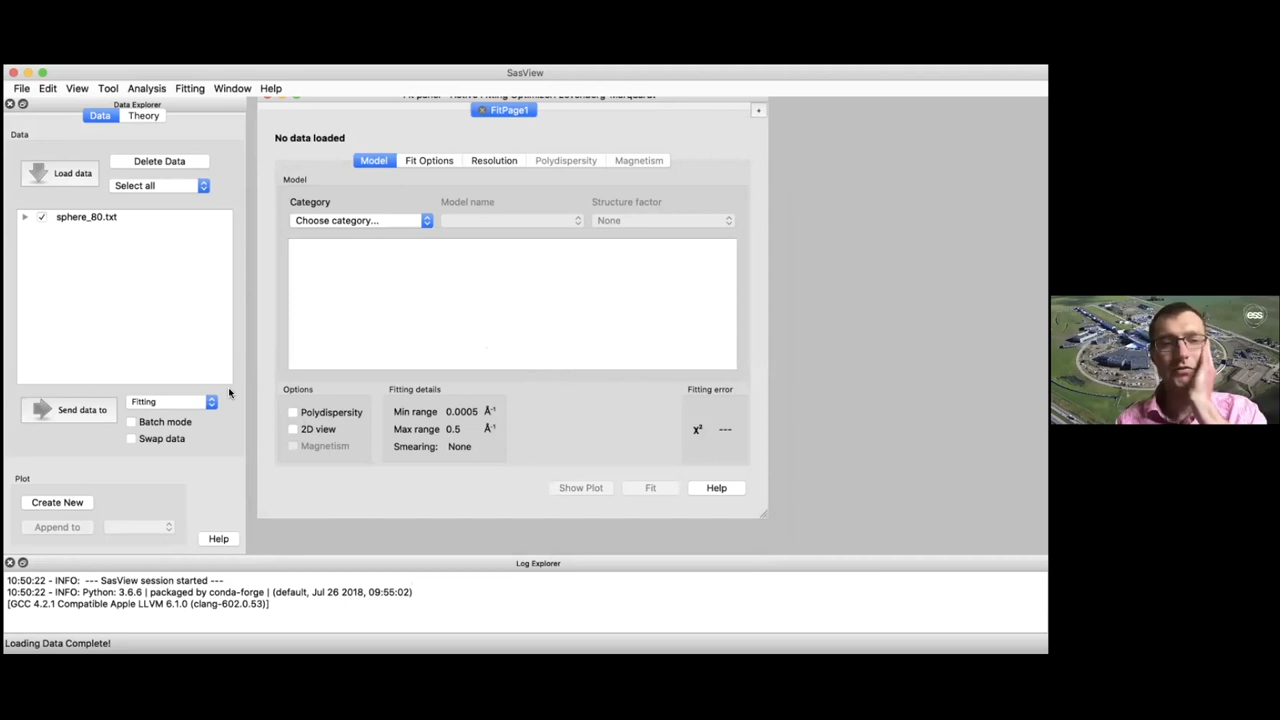 SasView
File Edit View Tool Analysis Fitting Window Help
Data Explorer
Data Theory
Data
Load data
Delete Data
Select all
sphere_80.txt
Send data to
Fitting
Batch mode
Swap data
Plot
Create New
Append to
Help
FitPage1
No data loaded
Model Fit Options Resolution Polydispersity Magnetism
Model
Category Model name Structure factor
Choose category... None
Options Fitting details Fitting error
Polydispersity
2D view
Magnetism
Min range 0.0005 Å⁻¹
Max range 0.5 Å⁻¹
Smearing: None
χ² ---
Show Plot Fit Help
Log Explorer
10:50:22 - INFO: --- SasView session started ---
10:50:22 - INFO: Python: 3.6.6 | packaged by conda-forge | (default, Jul 26 2018, 09:55:02)
[GCC 4.2.1 Compatible Apple LLVM 6.1.0 (clang-602.0.53)]
Loading Data Complete!
ess